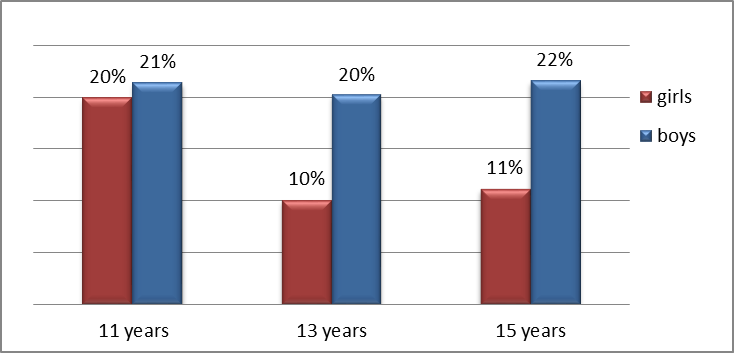 20%
21%
10%
20%
11%
22%
girls
boys
11 years
13 years
15 years